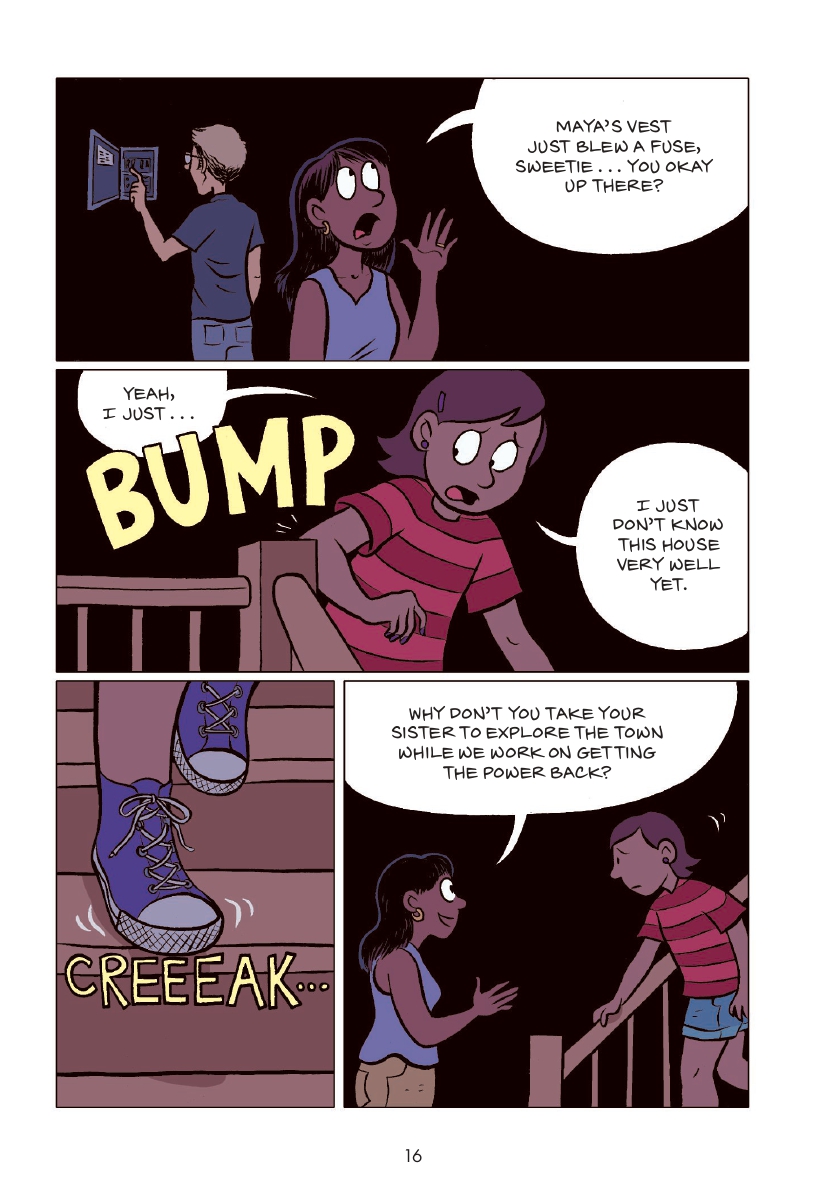 MAYA'S VEST
JUST BLEW A FUSE,
SWEETIE . . . YOU OKAY
UP THERE?
YEAH,
I JUST . . .
BUMP
I JUST
DON'T KNOW
THIS HOUSE
VERY WELL
YET.
CREEEAK...
WHY DON'T YOU TAKE YOUR
SISTER TO EXPLORE THE TOWN
WHILE WE WORK ON GETTING
THE POWER BACK?
16